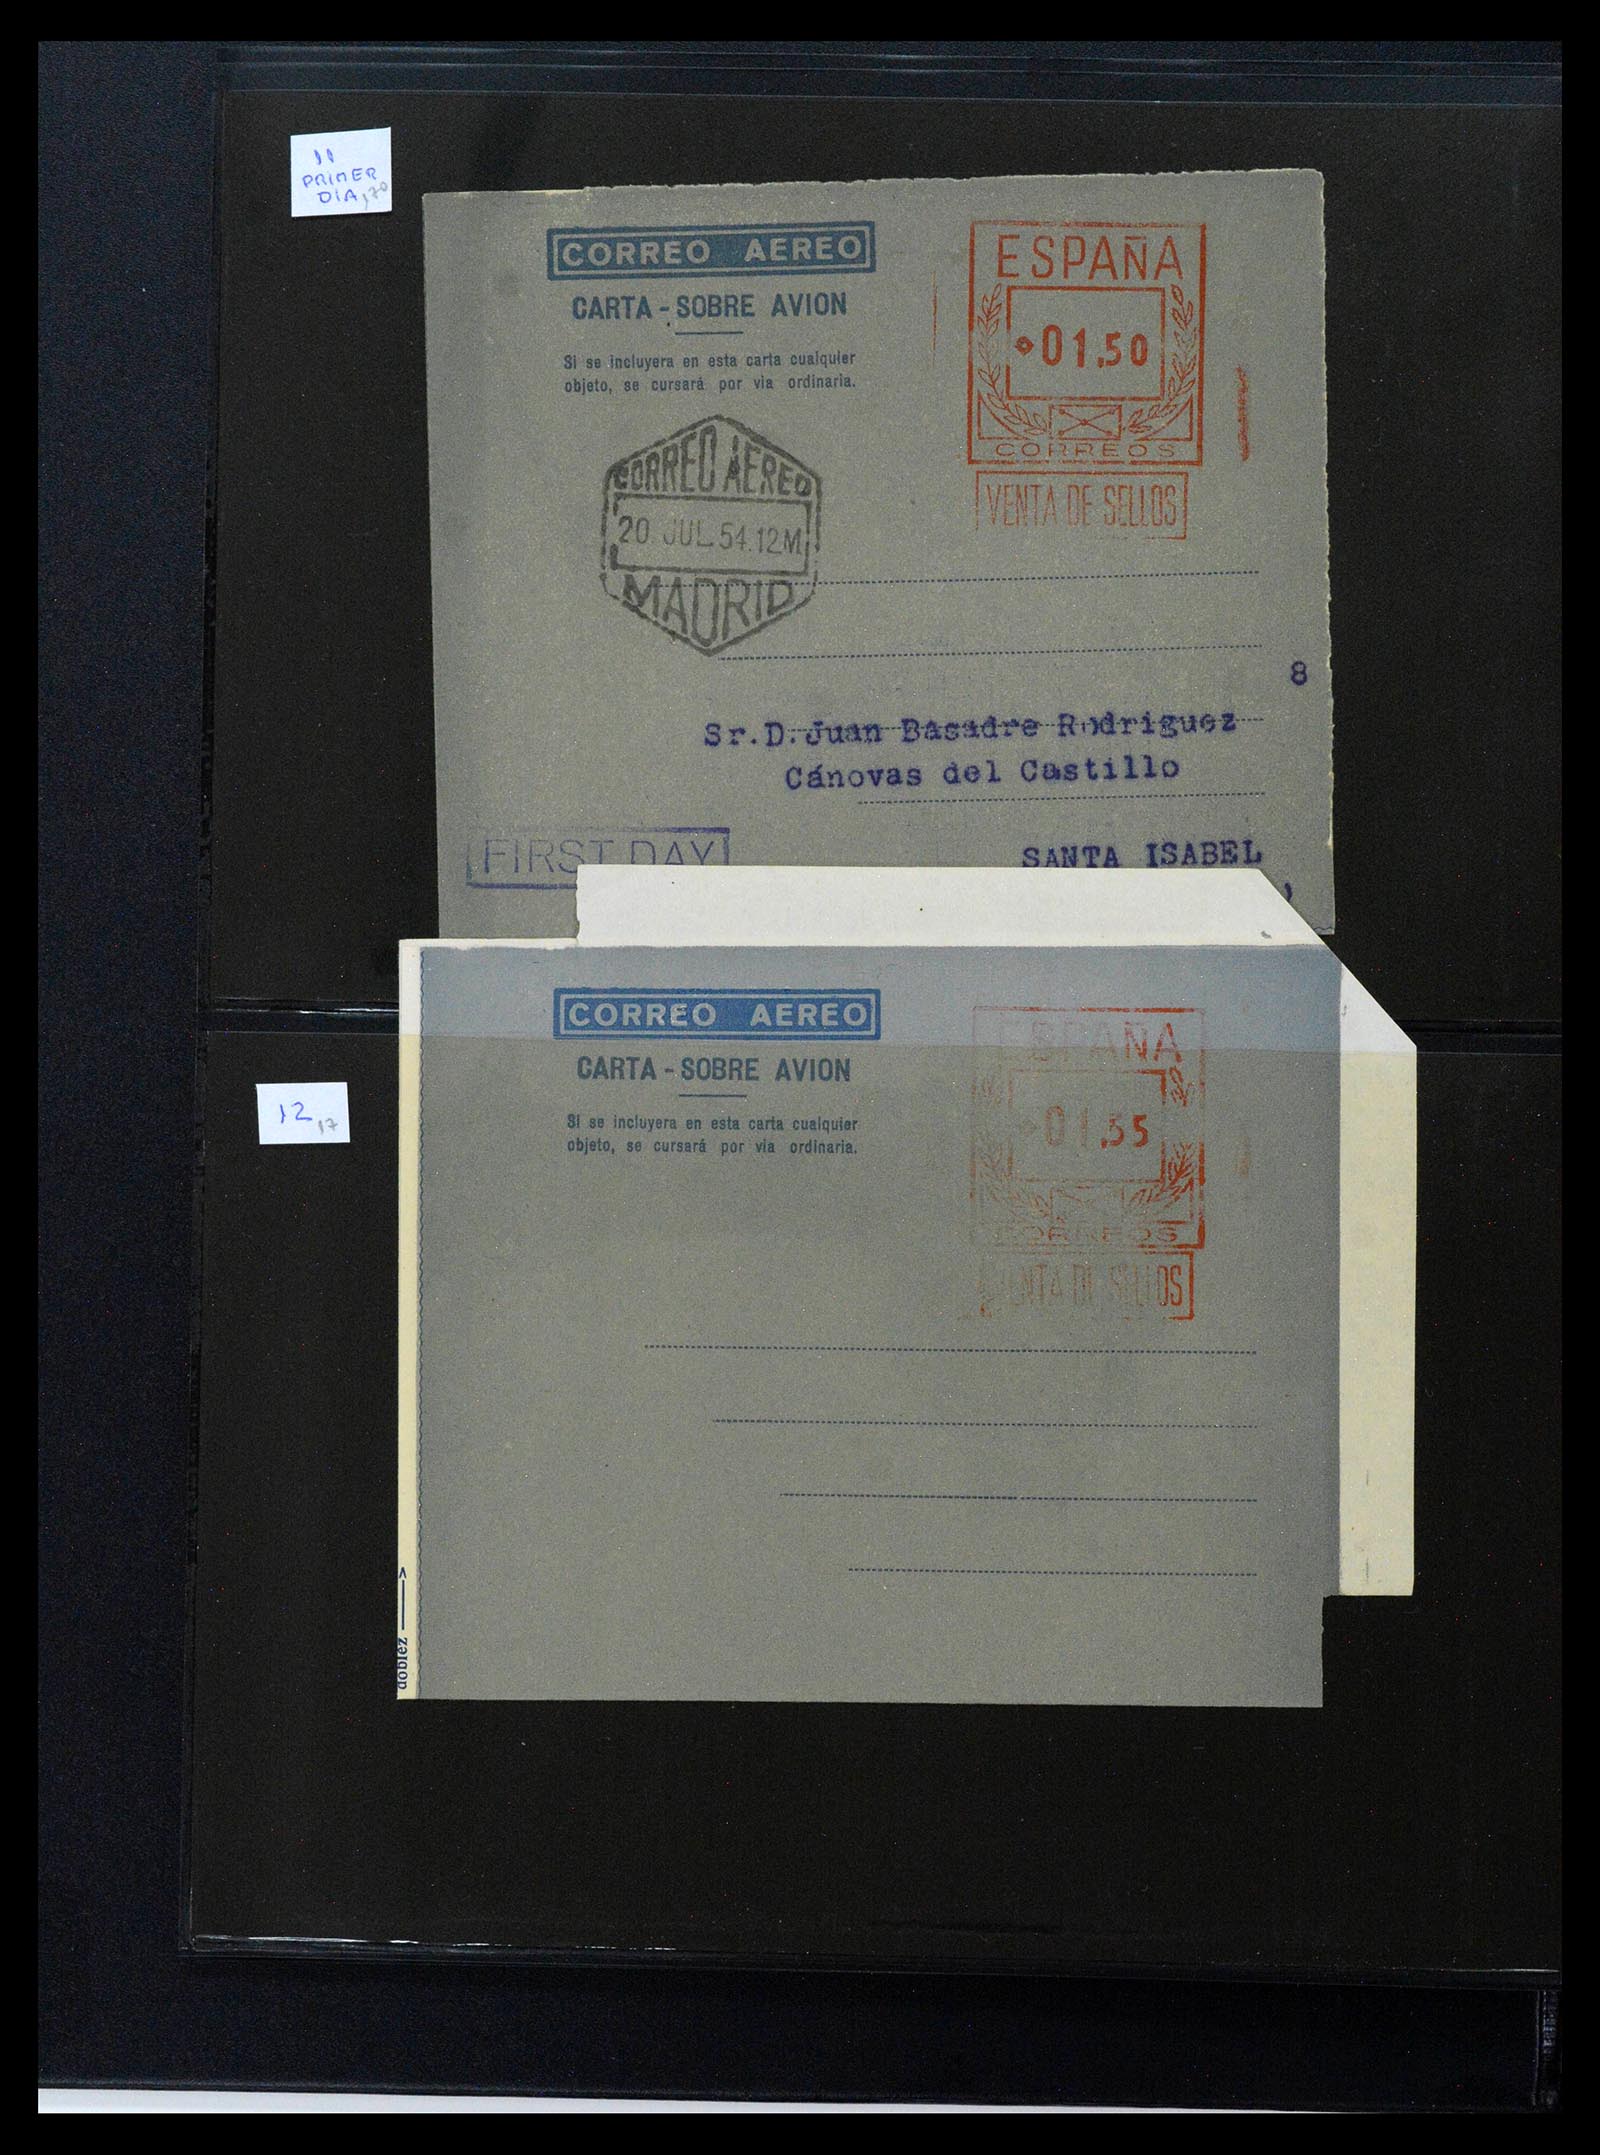 11
PRIMER
DIA,70
CORREO AEREO
CARTA - SOBRE AVION
Si se incluyera en esta carta cualquier
objeto, se cursará por via ordinaria.
ESPAÑA
01,50
CORREOS
VENTA DE SELLOS
CORREO AEREO
20. JUL 54.12M
MADRID
8
Sr.D.Juan Basadre Rodriguez
Cánovas del Castillo
SANTA ISABEL
FIRST DAY
12,17
CORREO AEREO
CARTA - SOBRE AVION
Si se incluyera en esta carta cualquier
objeto, se cursará por via ordinaria.
ESPAÑA
01,55
CORREOS
VENTA DE SELLOS
doblez